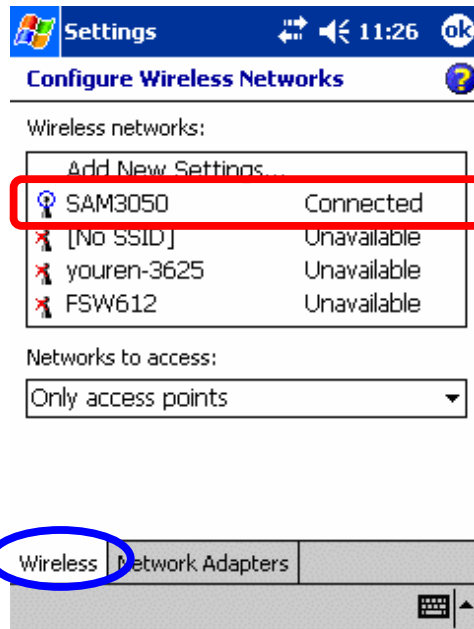 Settings 11:26 ok
Configure Wireless Networks ?
Wireless networks:
Add New Settings...
SAM3050 Connected
[No SSID] Unavailable
youren-3625 Unavailable
FSW612 Unavailable
Networks to access:
Only access points
Wireless Network Adapters